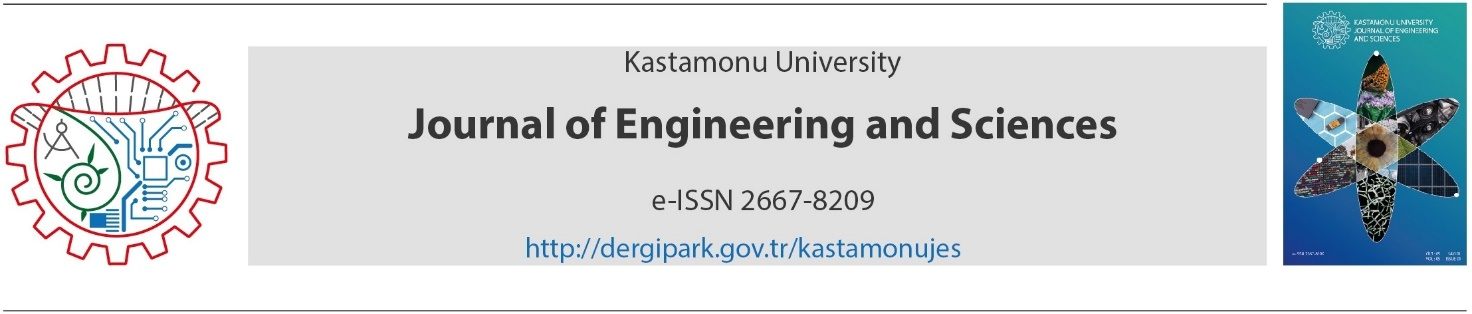 Kastamonu University
Journal of Engineering and Sciences
e-ISSN 2667-8209
http://dergipark.gov.tr/kastamonujes
KASTAMONU UNIVERSITY
JOURNAL OF ENGINEERING
AND SCIENCES